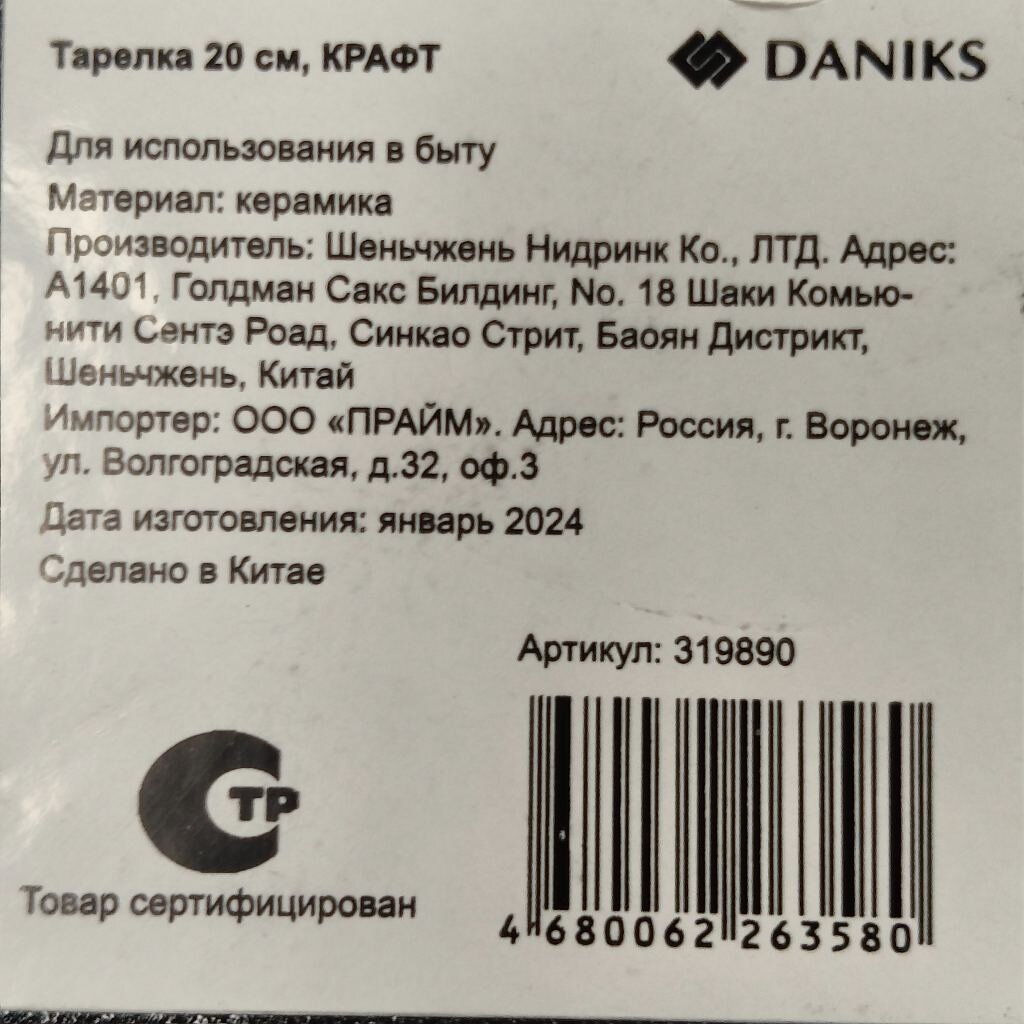 Тарелка 20 см, КРАФТ
DANIKS
Для использования в быту
Материал: керамика
Производитель: Шеньчжень Нидринк Ко., ЛТД. Адрес:
А1401, Голдман Сакс Билдинг, No. 18 Шаки Комью-
нити Сентэ Роад, Синкао Стрит, Баоян Дистрикт,
Шеньчжень, Китай
Импортер: ООО «ПРАЙМ». Адрес: Россия, г. Воронеж,
ул. Волгоградская, д.32, оф.3
Дата изготовления: январь 2024
Сделано в Китае
Артикул: 319890
ТР
Товар сертифицирован
4 680062 263580